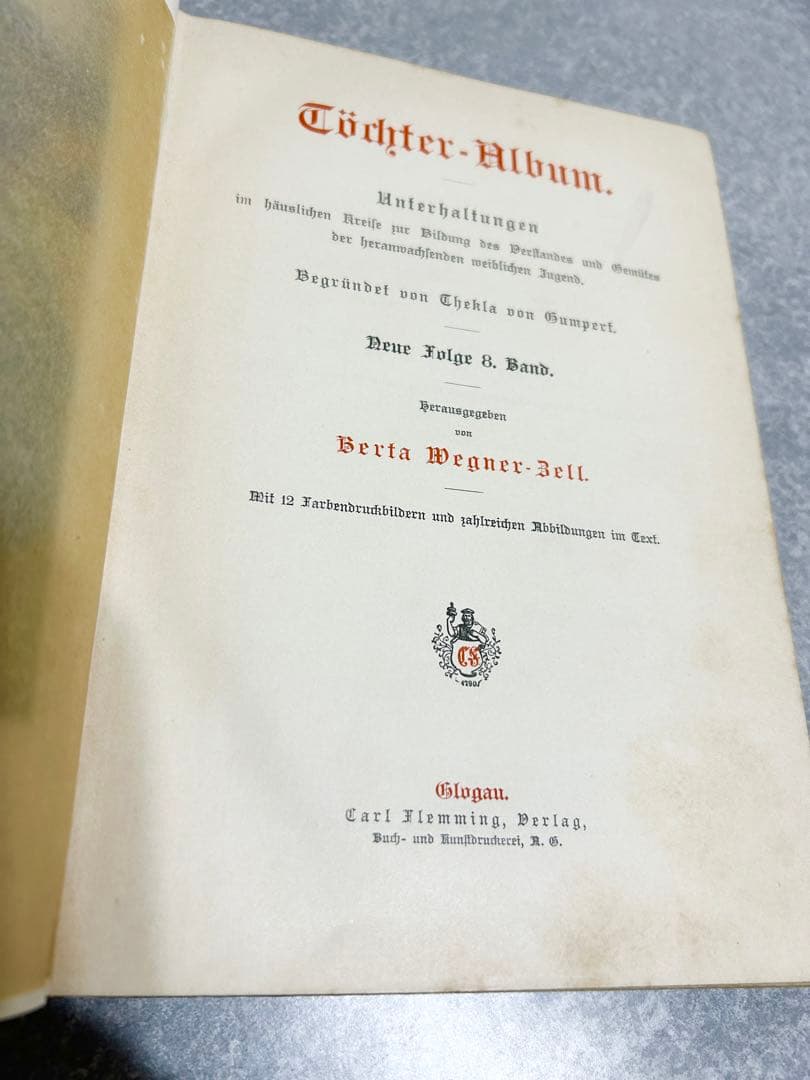 Töchter-Album.
Unterhaltungen
im häuslichen Kreise zur Bildung des Verstandes und Gemütes
der heranwachsenden weiblichen Jugend.
Begründet von Thekla von Gumpert.
Neue Folge 8. Band.
Herausgegeben
von
Berta Wegner-Zell.
Mit 12 Farbendruckbildern und zahlreichen Abbildungen im Text.
CF
1790
Glogau.
Carl Flemming, Verlag,
Buch- und Kunstdruckerei, A. G.